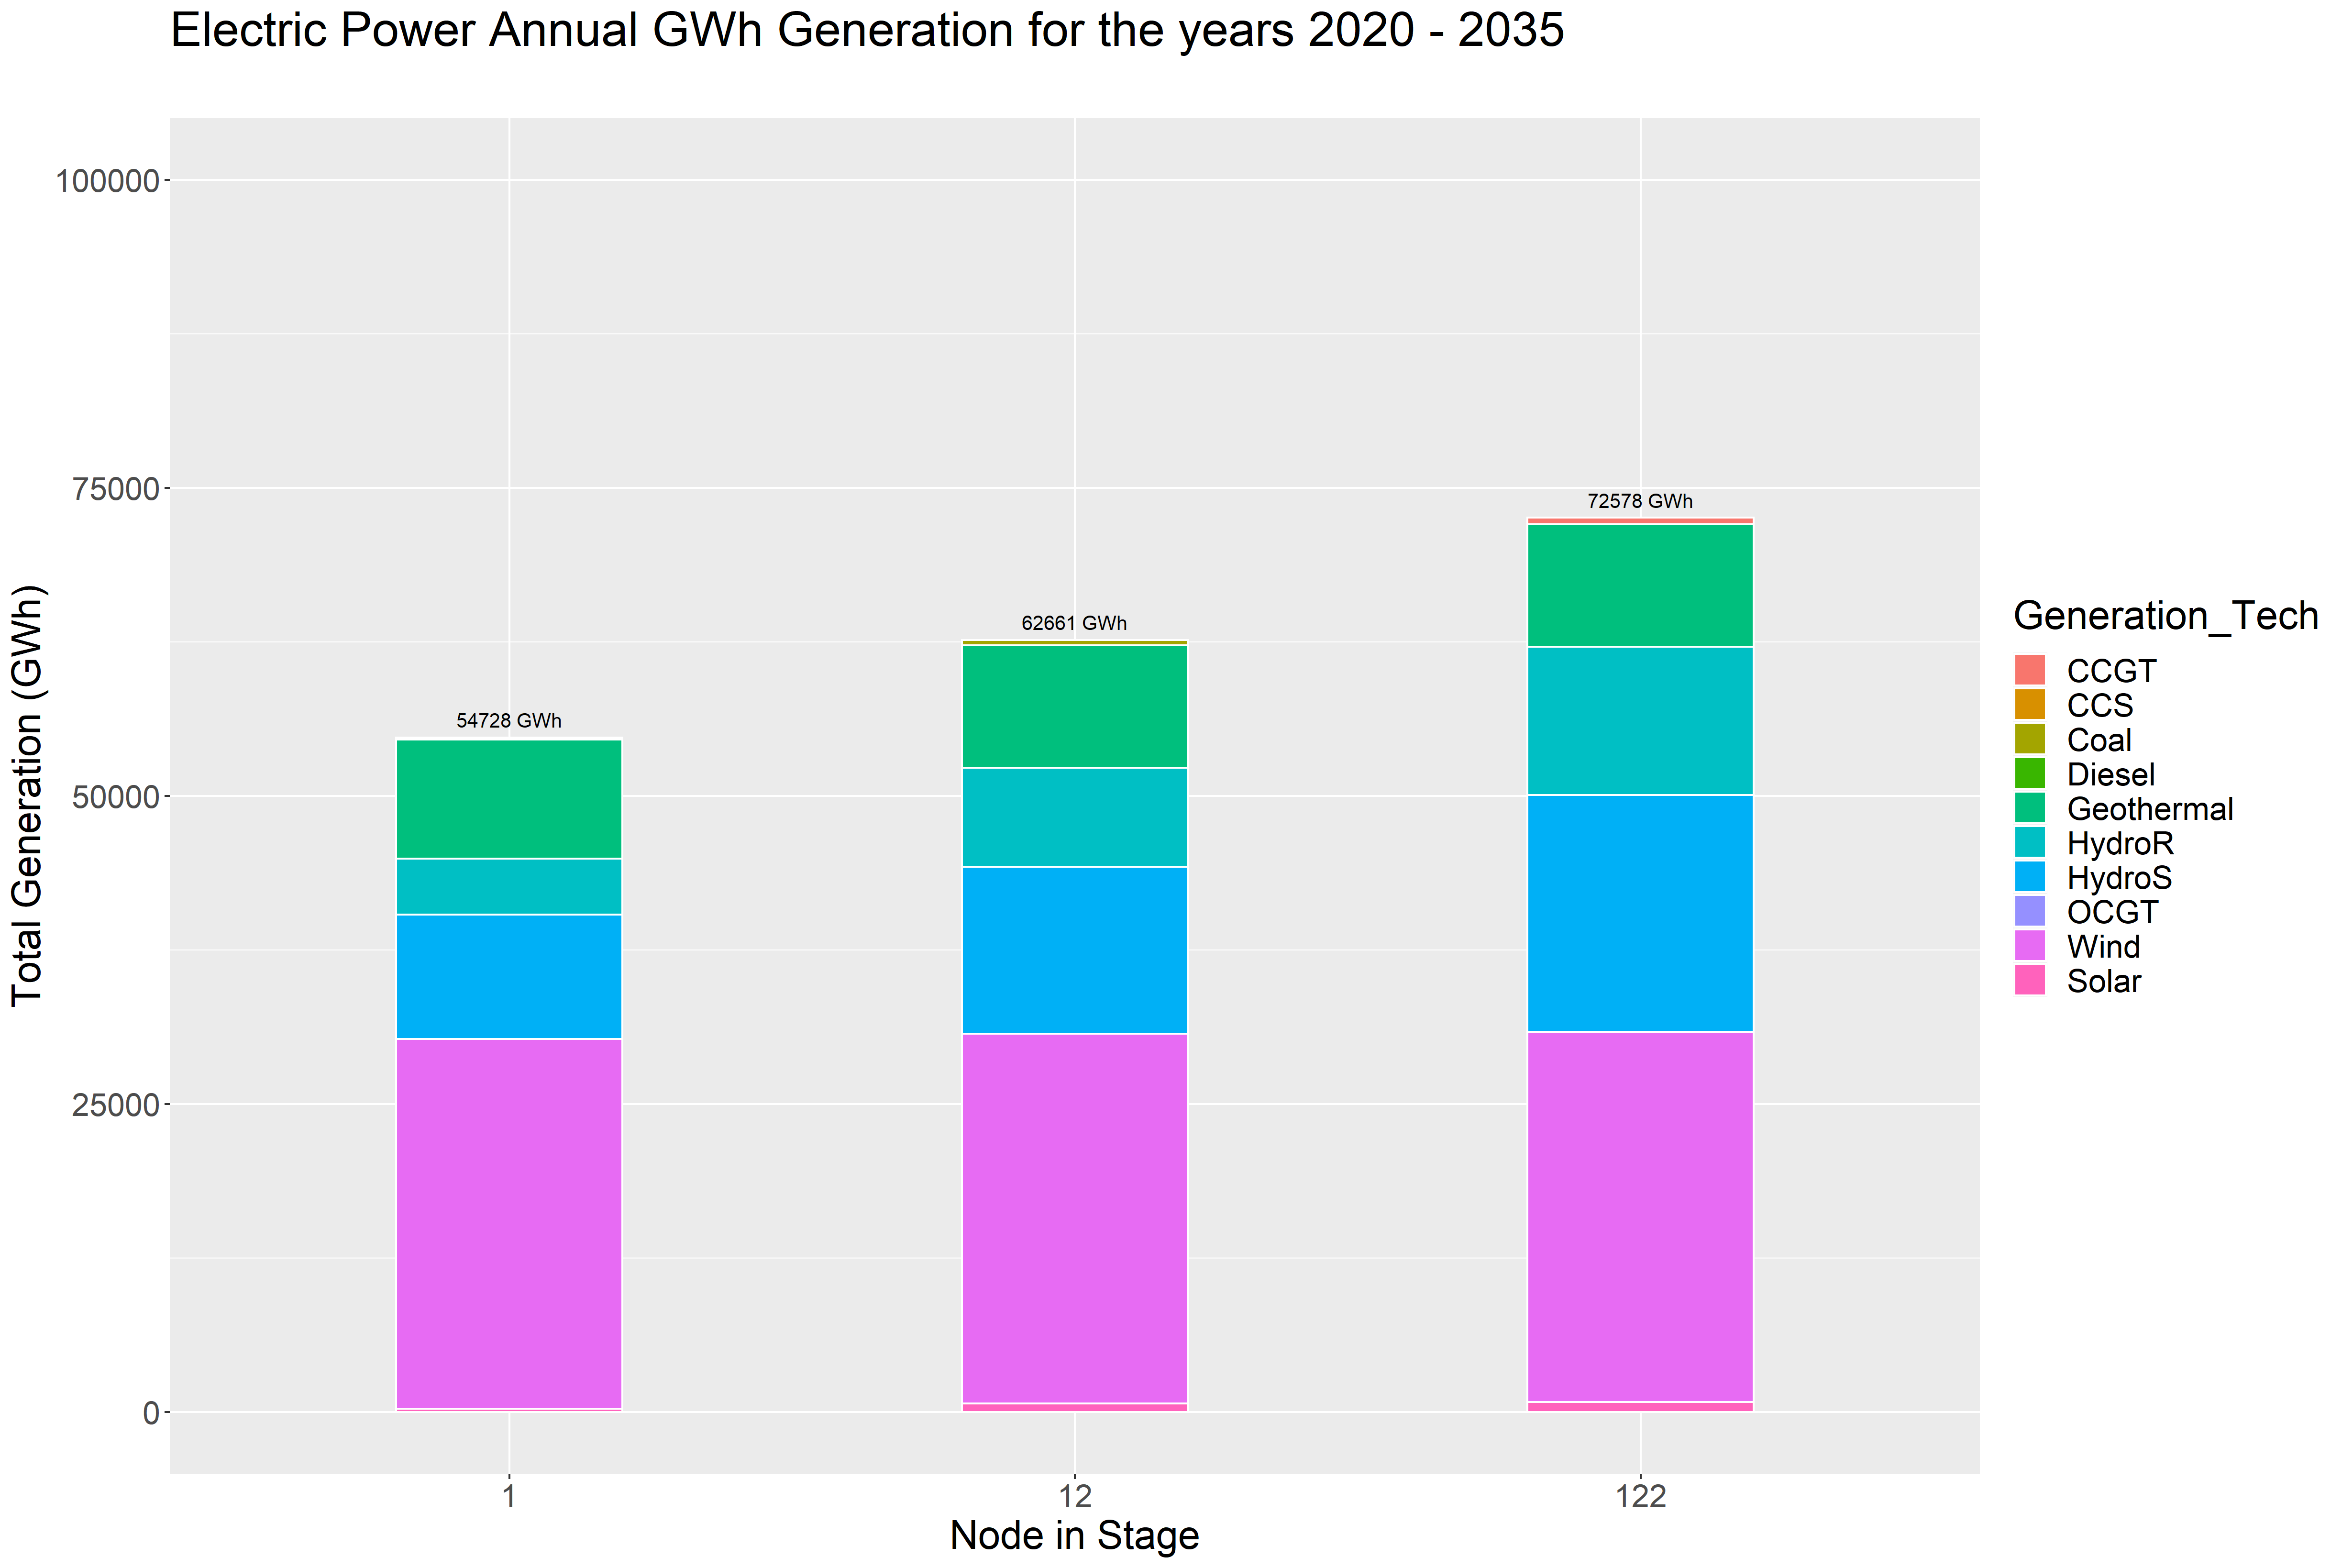 Electric Power Annual GWh Generation for the years 2020 - 2035
Total Generation (GWh)
100000
75000
50000
25000
0
54728 GWh
62661 GWh
72578 GWh
1
12
122
Node in Stage
Generation_Tech
CCGT
CCS
Coal
Diesel
Geothermal
HydroR
HydroS
OCGT
Wind
Solar